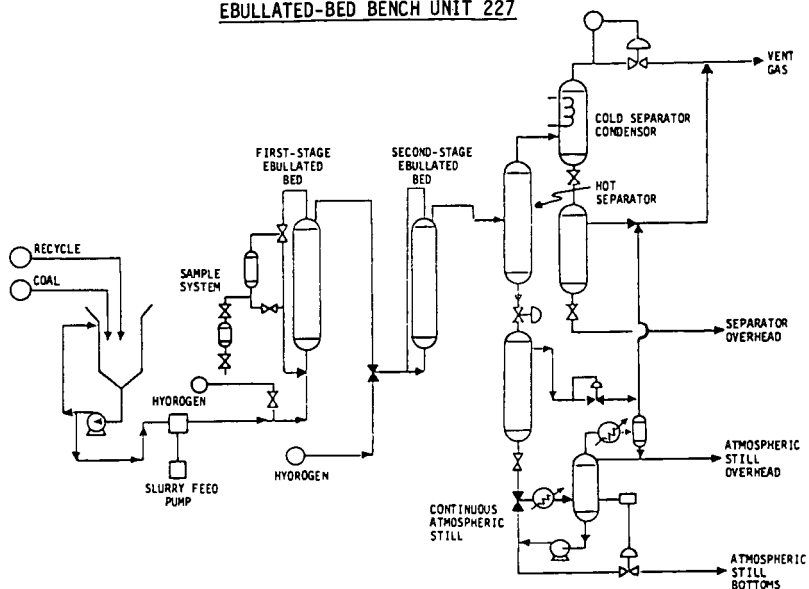 EBULLATED-BED BENCH UNIT 227
VENT
GAS
COLD SEPARATOR
CONDENSOR
FIRST-STAGE
EBULLATED
BED
SECOND-STAGE
EBULLATED
BED
HOT
SEPARATOR
RECYCLE
COAL
SAMPLE
SYSTEM
SEPARATOR
OVERHEAD
HYDROGEN
SLURRY FEED
PUMP
HYDROGEN
CONTINUOUS
ATMOSPHERIC
STILL
ATMOSPHERIC
STILL
OVERHEAD
ATMOSPHERIC
STILL
BOTTOMS